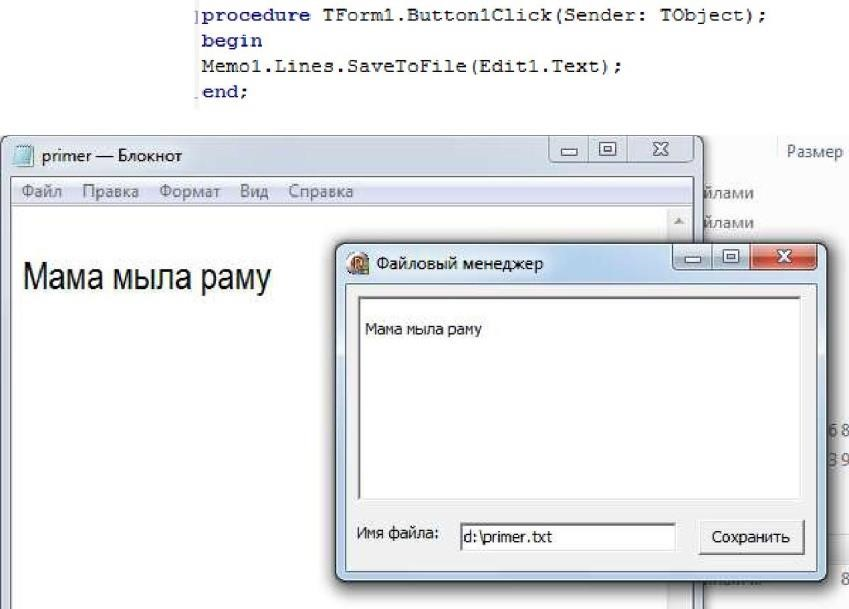 procedure TForm1.Button1Click(Sender: TObject);
begin
Memo1.Lines.SaveToFile(Edit1.Text);
end;
primer — Блокнот
Размер
Файл Правка Формат Вид Справка
йлами
йлами
Мама мыла раму
Файловый менеджер
Мама мыла раму
6 8
3 9
Имя файла: d:\primer.txt Сохранить
8